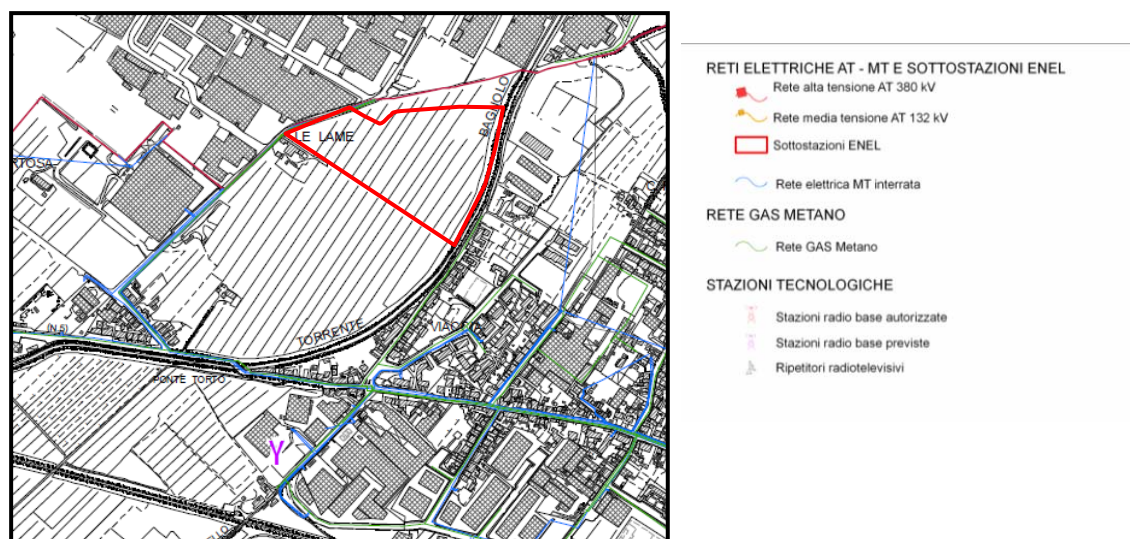 BAGNOLO
LE LAME
TORRENTE
(N.5)
PONTE TORTO
RETI ELETTRICHE AT - MT E SOTTOSTAZIONI ENEL
Rete alta tensione AT 380 kV
Rete media tensione AT 132 kV
Sottostazioni ENEL
Rete elettrica MT interrata
RETE GAS METANO
Rete GAS Metano
STAZIONI TECNOLOGICHE
Stazioni radio base autorizzate
Stazioni radio base previste
Ripetitori radiotelevisivi